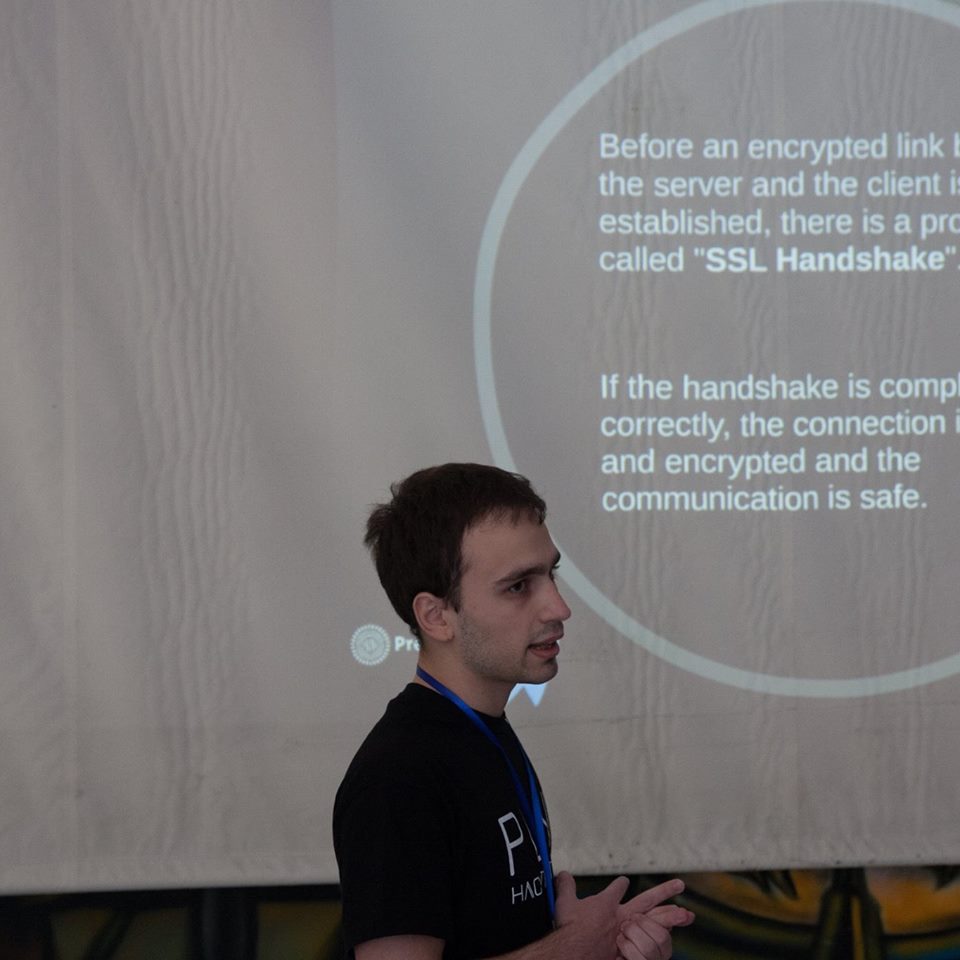 Before an encrypted link
the server and the client
established, there is a
called "SSL Handshake".
If the handshake is
correctly, the connection
and encrypted and the
communication is safe.